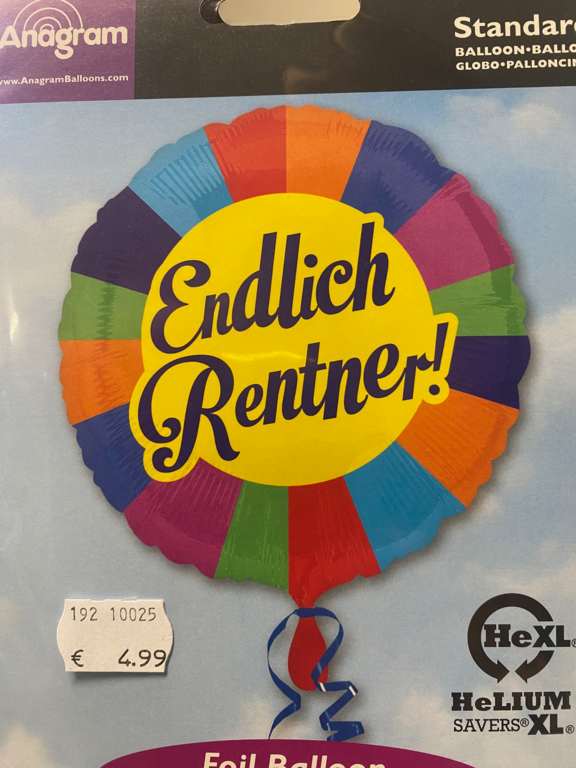 Anagram
www.AnagramBalloons.com
Standard
BALLOON•BALLO
GLOBO•PALLONCIN
Endlich
Rentner!
192 10025
€ 4.99
HeXL®
HeLIUM
SAVERS®XL®
Foil Balloon